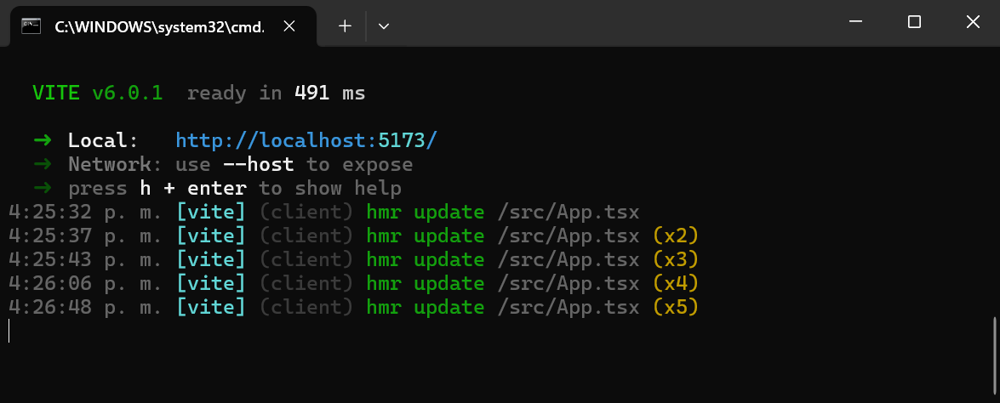 C:\WINDOWS\system32\cmd.
VITE v6.0.1  ready in 491 ms
➜ Local:   http://localhost:5173/
➜ Network: use --host to expose
➜ press h + enter to show help
4:25:32 p. m. [vite] (client) hmr update /src/App.tsx
4:25:37 p. m. [vite] (client) hmr update /src/App.tsx (x2)
4:25:43 p. m. [vite] (client) hmr update /src/App.tsx (x3)
4:26:06 p. m. [vite] (client) hmr update /src/App.tsx (x4)
4:26:48 p. m. [vite] (client) hmr update /src/App.tsx (x5)